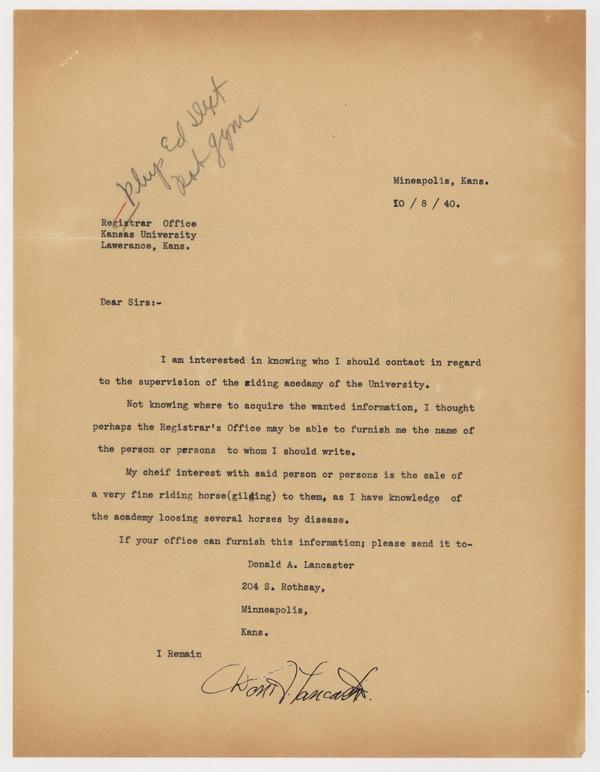 Phys Ed Dept
Rob gym
Mineapolis, Kans.
10 / 8 / 40.
Registrar Office
Kansas University
Lawerance, Kans.
Dear Sirs:-
I am interested in knowing who I should contact in regard
to the supervision of the riding acedamy of the University.
Not knowing where to acquire the wanted information, I thought
perhaps the Registrar's Office may be able to furnish me the name of
the person or persons to whom I should write.
My cheif interest with said person or persons is the sale of
a very fine riding horse(gilding) to them, as I have knowledge of
the academy loosing several horses by disease.
If your office can furnish this information; please send it to-
Donald A. Lancaster
204 S. Rothsay,
Minneapolis,
Kans.
I Remain
Lancaster.